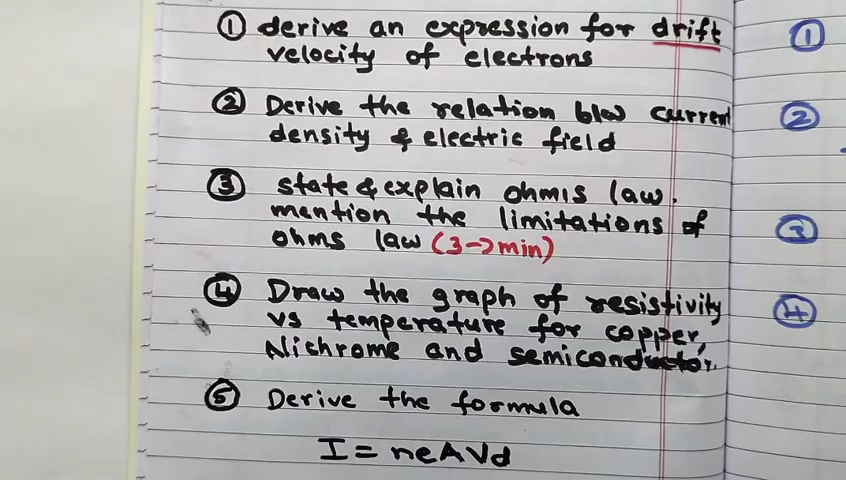 ① derive an expression for drift
velocity of electrons
② Derive the relation b/w current
density & electric field
③ state & explain ohm's law.
mention the limitations of
ohms law (3→min)
④ Draw the graph of resistivity
vs temperature for copper,
Nichrome and semiconductor.
⑤ Derive the formula
I = neAVd
①
②
③
④